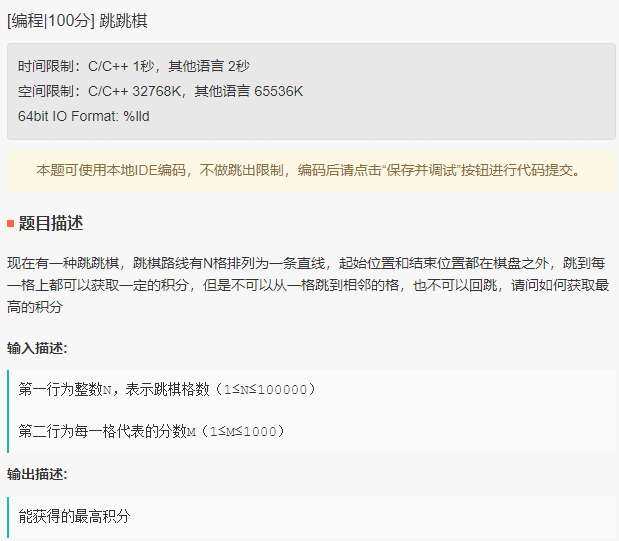 [编程|100分] 跳跳棋
时间限制：C/C++ 1秒，其他语言 2秒
空间限制：C/C++ 32768K，其他语言 65536K
64bit IO Format: %lld
本题可使用本地IDE编码，不做跳出限制，编码后请点击“保存并调试”按钮进行代码提交。
题目描述
现在有一种跳跳棋，跳棋路线有N格排列为一条直线，起始位置和结束位置都在棋盘之外，跳到每
一格上都可以获取一定的积分，但是不可以从一格跳到相邻的格，也不可以回跳，请问如何获取最
高的积分
输入描述:
第一行为整数N，表示跳棋格数（1≤N≤100000）
第二行为每一格代表的分数M（1≤M≤1000）
输出描述:
能获得的最高积分